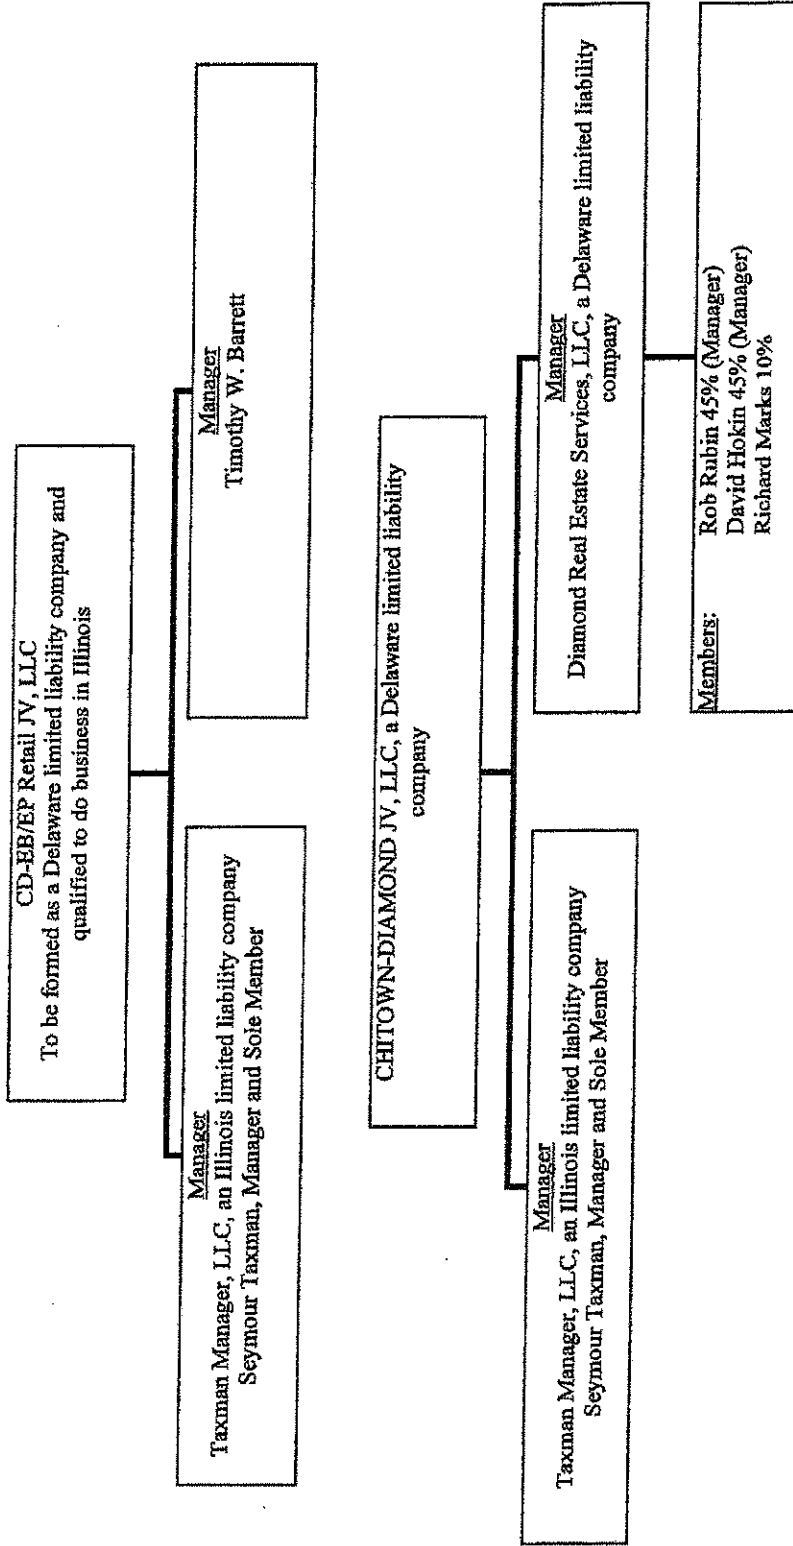 CD-EB/EP Retail JV, LLC
To be formed as a Delaware limited liability company and
qualified to do business in Illinois
Manager
Taxman Manager, LLC, an Illinois limited liability company
Seymour Taxman, Manager and Sole Member
Manager
Timothy W. Barrett
CHITOWN-DIAMOND JV, LLC, a Delaware limited liability
company
Manager
Taxman Manager, LLC, an Illinois limited liability company
Seymour Taxman, Manager and Sole Member
Manager
Diamond Real Estate Services, LLC, a Delaware limited liability
company
Members: Rob Rubin 45% (Manager)
David Hokin 45% (Manager)
Richard Marks 10%